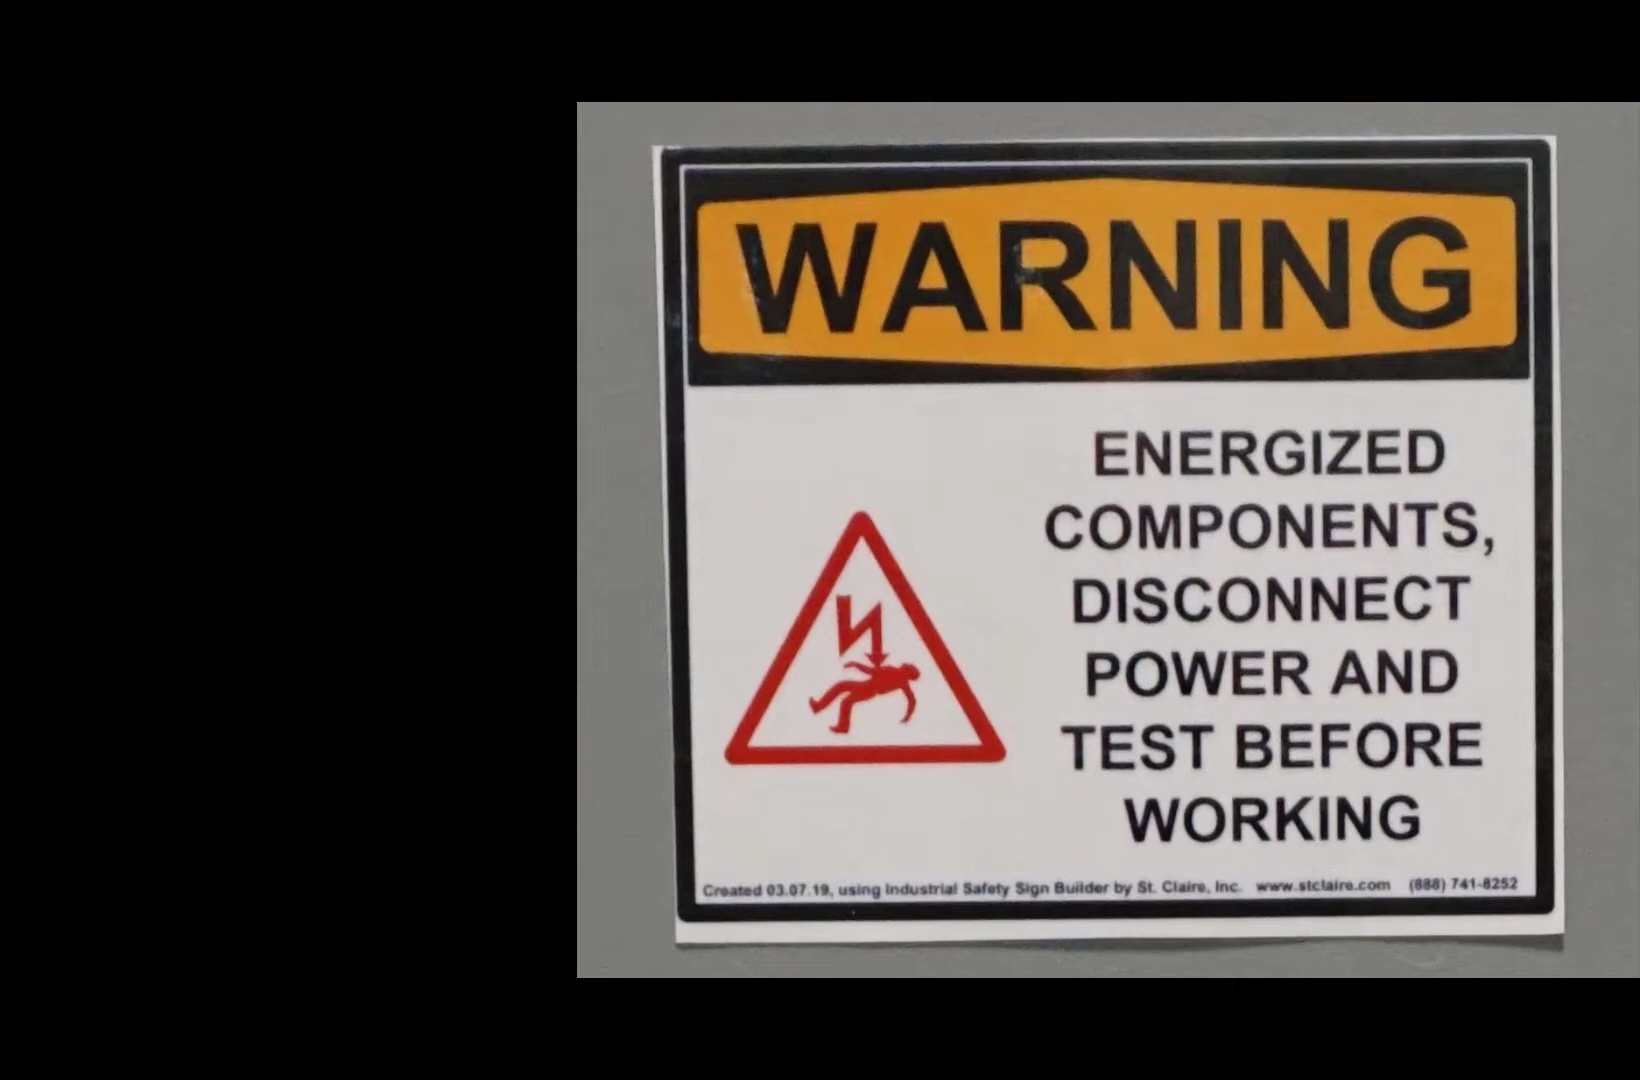 WARNING
ENERGIZED
COMPONENTS,
DISCONNECT
POWER AND
TEST BEFORE
WORKING
Created 03.07.19, using Industrial Safety Sign Builder by St. Claire, Inc. www.stclaire.com (888) 741-8252